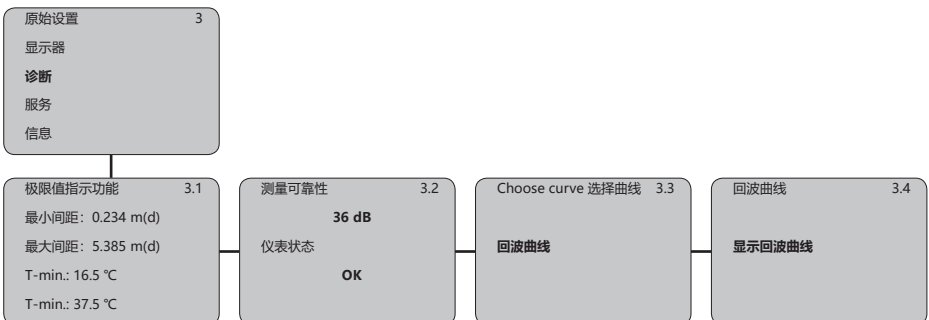 原始设置 3
显示器
诊断
服务
信息
极限值指示功能 3.1
最小间距：0.234 m(d)
最大间距：5.385 m(d)
T-min.: 16.5 ℃
T-min.: 37.5 ℃
测量可靠性 3.2
36 dB
仪表状态
OK
Choose curve 选择曲线 3.3
回波曲线
回波曲线 3.4
显示回波曲线